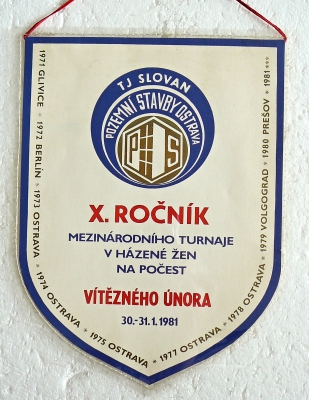 TJ SLOVAN
POZEMNÍ STAVBY OSTRAVA
PS
X. ROČNÍK
MEZINÁRODNÍHO TURNAJE
V HÁZENÉ ŽEN
NA POČEST
VÍTĚZNÉHO ÚNORA
30.-31.1.1981
1971 GLIVICE * 1972 BERLÍN * 1973 OSTRAVA * 1974 OSTRAVA * 1975 OSTRAVA * 1977 OSTRAVA * 1978 OSTRAVA * 1979 VOLGOGRAD * 1980 PREŠOV * 1981***